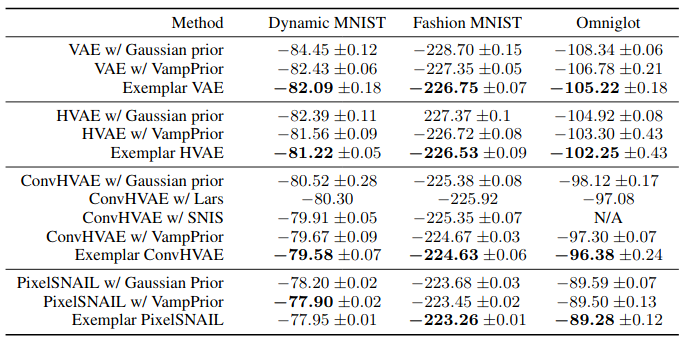 Method Dynamic MNIST Fashion MNIST Omniglot
VAE w/ Gaussian prior −84.45 ±0.12 −228.70 ±0.15 −108.34 ±0.06
VAE w/ VampPrior −82.43 ±0.06 −227.35 ±0.05 −106.78 ±0.21
Exemplar VAE −82.09 ±0.18 −226.75 ±0.07 −105.22 ±0.18
HVAE w/ Gaussian prior −82.39 ±0.11 227.37 ±0.1 −104.92 ±0.08
HVAE w/ VampPrior −81.56 ±0.09 −226.72 ±0.08 −103.30 ±0.43
Exemplar HVAE −81.22 ±0.05 −226.53 ±0.09 −102.25 ±0.43
ConvHVAE w/ Gaussian prior −80.52 ±0.28 −225.38 ±0.08 −98.12 ±0.17
ConvHVAE w/ Lars −80.30 −225.92 −97.08
ConvHVAE w/ SNIS −79.91 ±0.05 −225.35 ±0.07 N/A
ConvHVAE w/ VampPrior −79.67 ±0.09 −224.67 ±0.03 −97.30 ±0.07
Exemplar ConvHVAE −79.58 ±0.07 −224.63 ±0.06 −96.38 ±0.24
PixelSNAIL w/ Gaussian Prior −78.20 ±0.02 −223.68 ±0.03 −89.59 ±0.07
PixelSNAIL w/ VampPrior −77.90 ±0.02 −223.45 ±0.02 −89.50 ±0.13
Exemplar PixelSNAIL −77.95 ±0.01 −223.26 ±0.01 −89.28 ±0.12